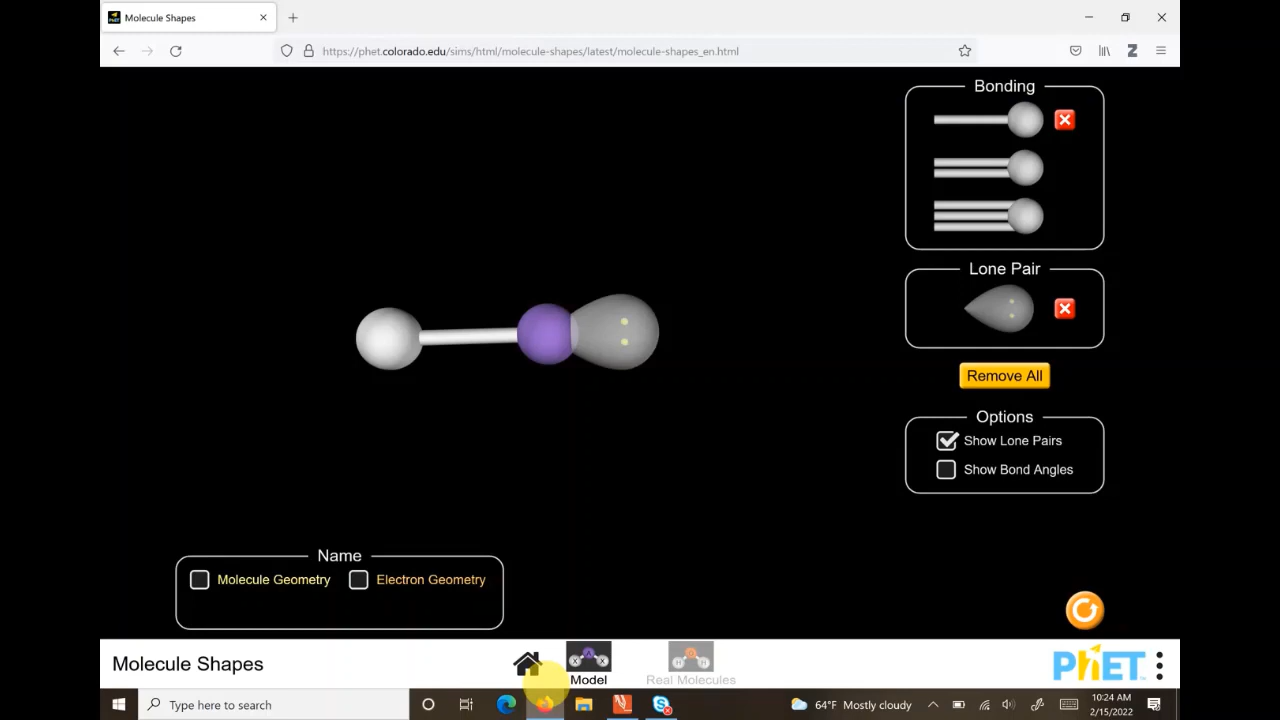 Molecule Shapes
https://phet.colorado.edu/sims/html/molecule-shapes/latest/molecule-shapes_en.html
Z
Bonding
Lone Pair
Remove All
Options
Show Lone Pairs
Show Bond Angles
Name
Molecule Geometry
Electron Geometry
Molecule Shapes
X A X
Model
H O H
Real Molecules
PhET
Type here to search
64°F Mostly cloudy
10:24 AM
2/15/2022